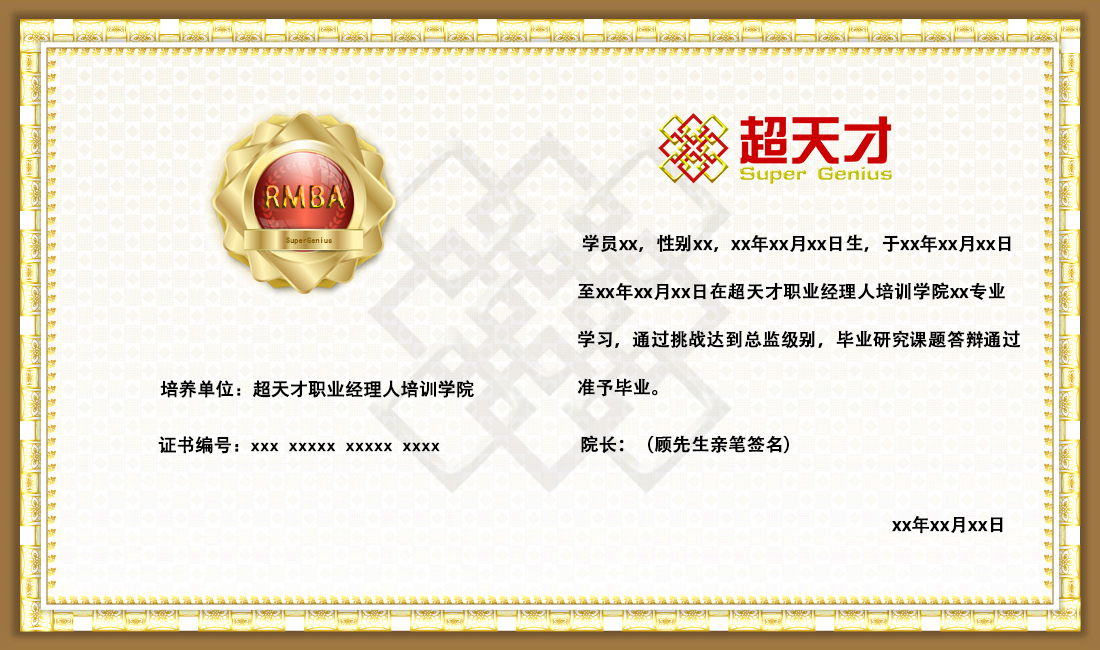 RMBA
SuperGenius
培养单位：超天才职业经理人培训学院
证书编号：xxx xxxxx xxxxx xxxx
超天才
Super Genius
学员xx，性别xx，xx年xx月xx日生，于xx年xx月xx日
至xx年xx月xx日在超天才职业经理人培训学院xx专业
学习，通过挑战达到总监级别，毕业研究课题答辩通过
准予毕业。
院长：（顾先生亲笔签名）
xx年xx月xx日